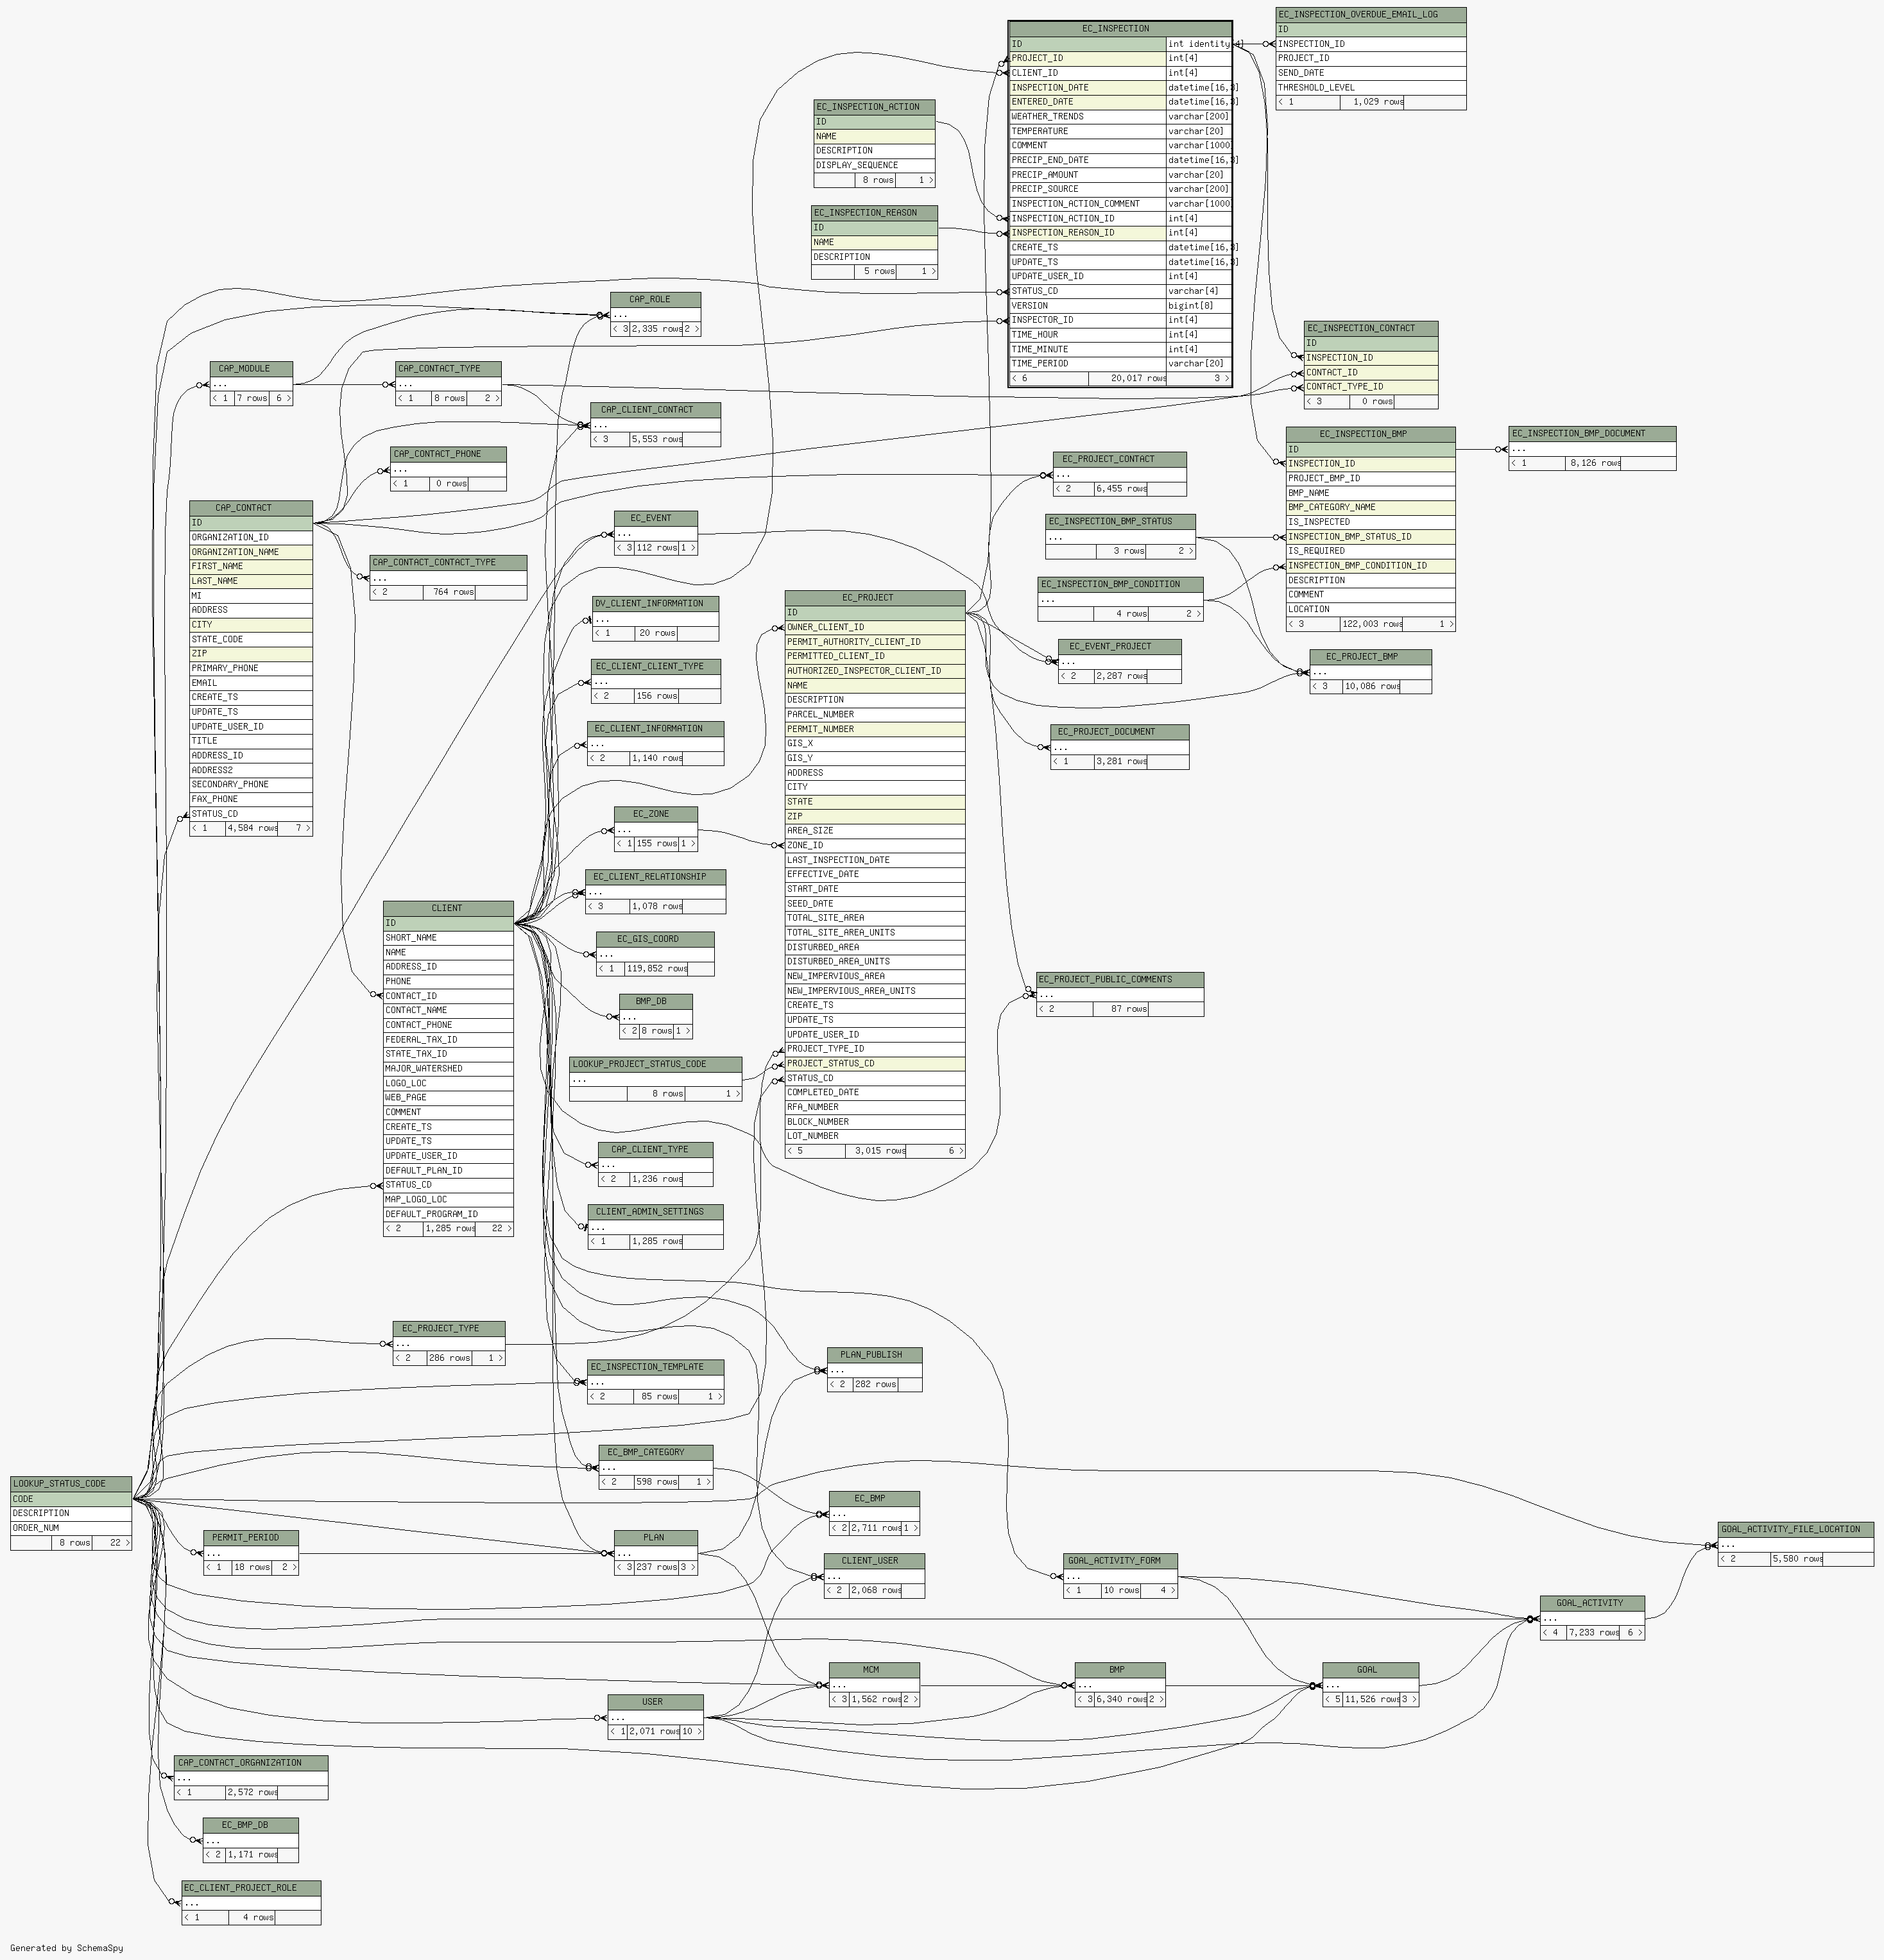 EC_INSPECTION_OVERDUE_EMAIL_LOG
ID
INSPECTION_ID
PROJECT_ID
SEND_DATE
THRESHOLD_LEVEL
< 1 1,029 rows
EC_INSPECTION
ID int identity[4]
PROJECT_ID int[4]
CLIENT_ID int[4]
INSPECTION_DATE datetime[16,3]
ENTERED_DATE datetime[16,3]
WEATHER_TRENDS varchar[200]
TEMPERATURE varchar[20]
COMMENT varchar[1000]
PRECIP_END_DATE datetime[16,3]
PRECIP_AMOUNT varchar[20]
PRECIP_SOURCE varchar[200]
INSPECTION_ACTION_COMMENT varchar[1000]
INSPECTION_ACTION_ID int[4]
INSPECTION_REASON_ID int[4]
CREATE_TS datetime[16,3]
UPDATE_TS datetime[16,3]
UPDATE_USER_ID int[4]
STATUS_CD varchar[4]
VERSION bigint[8]
INSPECTOR_ID int[4]
TIME_HOUR int[4]
TIME_MINUTE int[4]
TIME_PERIOD varchar[20]
< 6 20,017 rows 3 >
EC_INSPECTION_ACTION
ID
NAME
DESCRIPTION
DISPLAY_SEQUENCE
8 rows 1 >
EC_INSPECTION_REASON
ID
NAME
DESCRIPTION
5 rows 1 >
CAP_ROLE
...
< 3 2,335 rows 2 >
EC_INSPECTION_CONTACT
ID
INSPECTION_ID
CONTACT_ID
CONTACT_TYPE_ID
< 3 0 rows
CAP_MODULE
...
< 1 7 rows 6 >
CAP_CONTACT_TYPE
...
< 1 8 rows 2 >
CAP_CLIENT_CONTACT
...
< 3 5,553 rows
EC_INSPECTION_BMP
ID
INSPECTION_ID
PROJECT_BMP_ID
BMP_NAME
BMP_CATEGORY_NAME
IS_INSPECTED
INSPECTION_BMP_STATUS_ID
IS_REQUIRED
INSPECTION_BMP_CONDITION_ID
DESCRIPTION
COMMENT
LOCATION
< 3 122,003 rows 1 >
EC_INSPECTION_BMP_DOCUMENT
...
< 1 8,126 rows
CAP_CONTACT_PHONE
...
< 1 0 rows
EC_PROJECT_CONTACT
...
< 2 6,455 rows
CAP_CONTACT
ID
ORGANIZATION_ID
ORGANIZATION_NAME
FIRST_NAME
LAST_NAME
MI
ADDRESS
CITY
STATE_CODE
ZIP
PRIMARY_PHONE
EMAIL
CREATE_TS
UPDATE_TS
UPDATE_USER_ID
TITLE
ADDRESS_ID
ADDRESS2
SECONDARY_PHONE
FAX_PHONE
STATUS_CD
< 1 4,584 rows 7 >
EC_EVENT
...
< 3 112 rows 1 >
EC_INSPECTION_BMP_STATUS
...
3 rows 2 >
CAP_CONTACT_CONTACT_TYPE
...
< 2 764 rows
EC_INSPECTION_BMP_CONDITION
...
4 rows 2 >
DV_CLIENT_INFORMATION
...
< 1 20 rows
EC_PROJECT
ID
OWNER_CLIENT_ID
PERMIT_AUTHORITY_CLIENT_ID
PERMITTED_CLIENT_ID
AUTHORIZED_INSPECTOR_CLIENT_ID
NAME
DESCRIPTION
PARCEL_NUMBER
PERMIT_NUMBER
GIS_X
GIS_Y
ADDRESS
CITY
STATE
ZIP
AREA_SIZE
ZONE_ID
LAST_INSPECTION_DATE
EFFECTIVE_DATE
START_DATE
SEED_DATE
TOTAL_SITE_AREA
TOTAL_SITE_AREA_UNITS
DISTURBED_AREA
DISTURBED_AREA_UNITS
NEW_IMPERVIOUS_AREA
NEW_IMPERVIOUS_AREA_UNITS
CREATE_TS
UPDATE_TS
UPDATE_USER_ID
PROJECT_TYPE_ID
PROJECT_STATUS_CD
STATUS_CD
COMPLETED_DATE
RFA_NUMBER
BLOCK_NUMBER
LOT_NUMBER
< 5 3,015 rows 6 >
EC_EVENT_PROJECT
...
< 2 2,287 rows
EC_PROJECT_BMP
...
< 3 10,086 rows
EC_CLIENT_CLIENT_TYPE
...
< 2 156 rows
EC_CLIENT_INFORMATION
...
< 2 1,140 rows
EC_PROJECT_DOCUMENT
...
< 1 3,281 rows
EC_ZONE
...
< 1 155 rows 1 >
EC_CLIENT_RELATIONSHIP
...
< 3 1,078 rows
CLIENT
ID
SHORT_NAME
NAME
ADDRESS_ID
PHONE
CONTACT_ID
CONTACT_NAME
CONTACT_PHONE
FEDERAL_TAX_ID
STATE_TAX_ID
MAJOR_WATERSHED
LOGO_LOC
WEB_PAGE
COMMENT
CREATE_TS
UPDATE_TS
UPDATE_USER_ID
DEFAULT_PLAN_ID
STATUS_CD
MAP_LOGO_LOC
DEFAULT_PROGRAM_ID
< 2 1,285 rows 22 >
EC_GIS_COORD
...
< 1 119,852 rows
EC_PROJECT_PUBLIC_COMMENTS
...
< 2 87 rows
BMP_DB
...
< 2 8 rows 1 >
LOOKUP_PROJECT_STATUS_CODE
...
8 rows 1 >
CAP_CLIENT_TYPE
...
< 2 1,236 rows
CLIENT_ADMIN_SETTINGS
...
< 1 1,285 rows
EC_PROJECT_TYPE
...
< 2 286 rows 1 >
PLAN_PUBLISH
...
< 2 282 rows
EC_INSPECTION_TEMPLATE
...
< 2 85 rows 1 >
EC_BMP_CATEGORY
...
< 2 598 rows 1 >
LOOKUP_STATUS_CODE
CODE
DESCRIPTION
ORDER_NUM
8 rows 22 >
EC_BMP
...
< 2 2,711 rows 1 >
PERMIT_PERIOD
...
< 1 18 rows 2 >
PLAN
...
< 3 237 rows 3 >
GOAL_ACTIVITY_FILE_LOCATION
...
< 2 5,580 rows
CLIENT_USER
...
< 2 2,068 rows
GOAL_ACTIVITY_FORM
...
< 1 10 rows 4 >
GOAL_ACTIVITY
...
< 4 7,233 rows 6 >
MCM
...
< 3 1,562 rows 2 >
BMP
...
< 3 6,340 rows 2 >
GOAL
...
< 5 11,526 rows 3 >
USER
...
< 1 2,071 rows 10 >
CAP_CONTACT_ORGANIZATION
...
< 1 2,572 rows
EC_BMP_DB
...
< 2 1,171 rows
EC_CLIENT_PROJECT_ROLE
...
< 1 4 rows
Generated by SchemaSpy